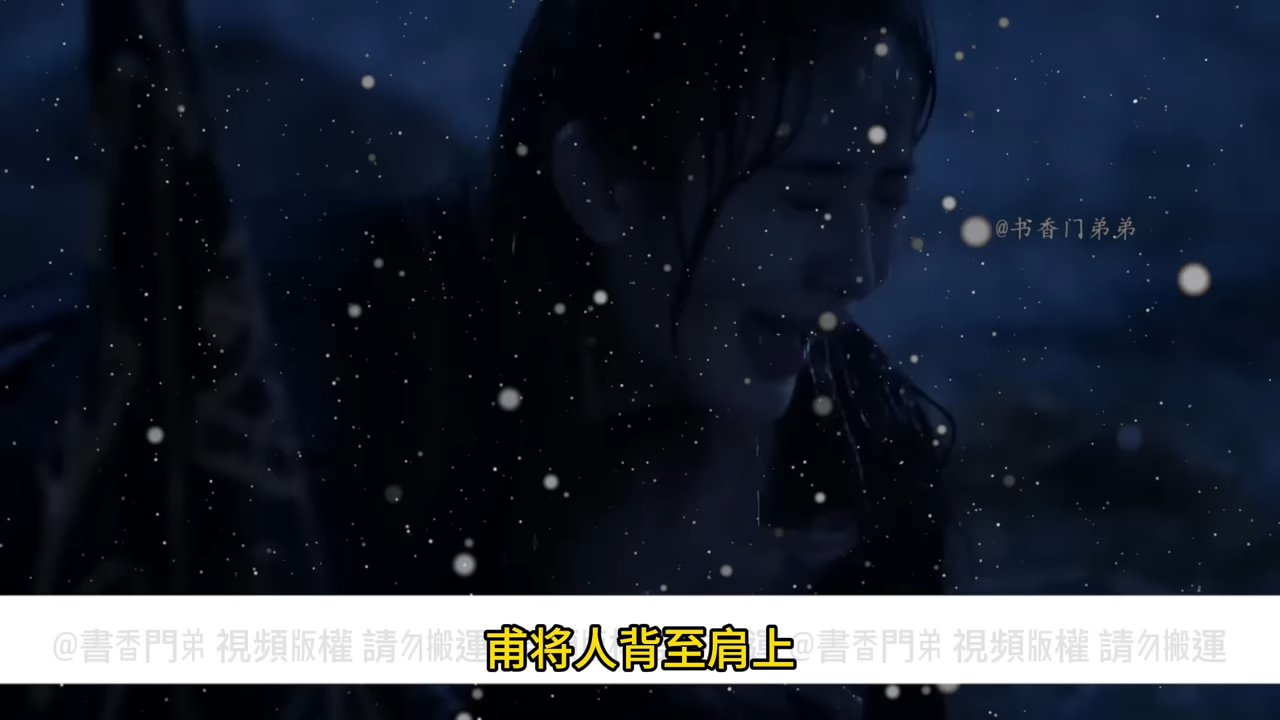 @书香门弟弟
@書香門弟 視頻版權 請勿搬運 @書香門弟 視頻版權 請勿搬運
甫将人背至肩上